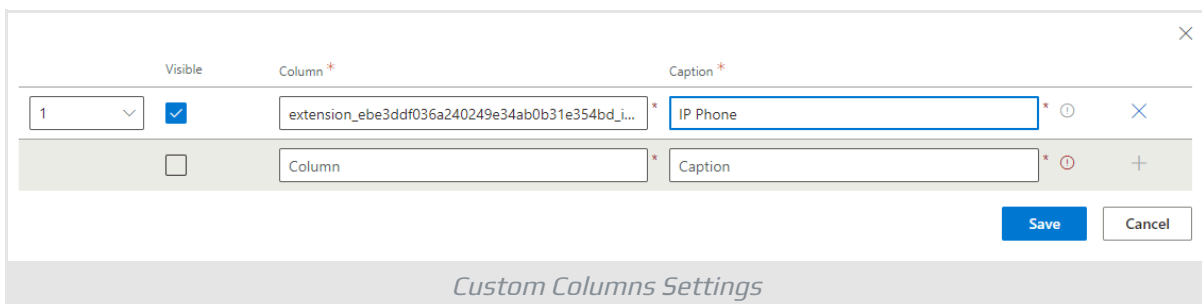 Visible Column * Caption *
1 extension_ebe3ddf036a240249e34ab0b31e354bd_i... * IP Phone *
Column * Caption *
Save Cancel
Custom Columns Settings